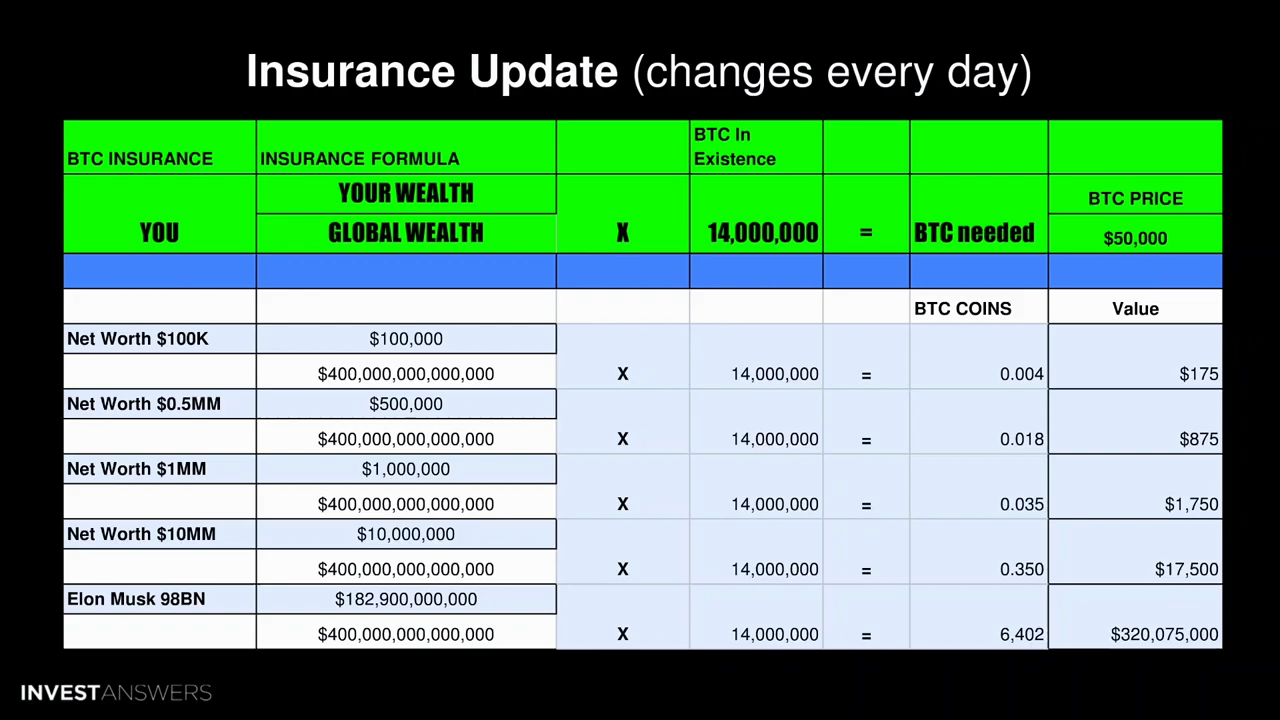 Insurance Update (changes every day)
BTC INSURANCE INSURANCE FORMULA BTC In Existence
YOU YOUR WEALTH X 14,000,000 = BTC needed BTC PRICE
GLOBAL WEALTH $50,000
BTC COINS Value
Net Worth $100K $100,000
$400,000,000,000,000 X 14,000,000 = 0.004 $175
Net Worth $0.5MM $500,000
$400,000,000,000,000 X 14,000,000 = 0.018 $875
Net Worth $1MM $1,000,000
$400,000,000,000,000 X 14,000,000 = 0.035 $1,750
Net Worth $10MM $10,000,000
$400,000,000,000,000 X 14,000,000 = 0.350 $17,500
Elon Musk 98BN $182,900,000,000
$400,000,000,000,000 X 14,000,000 = 6,402 $320,075,000
INVESTANSWERS